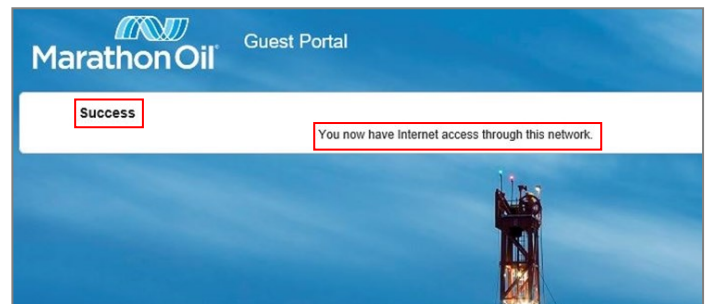 Marathon Oil
Guest Portal
Success
You now have Internet access through this network.